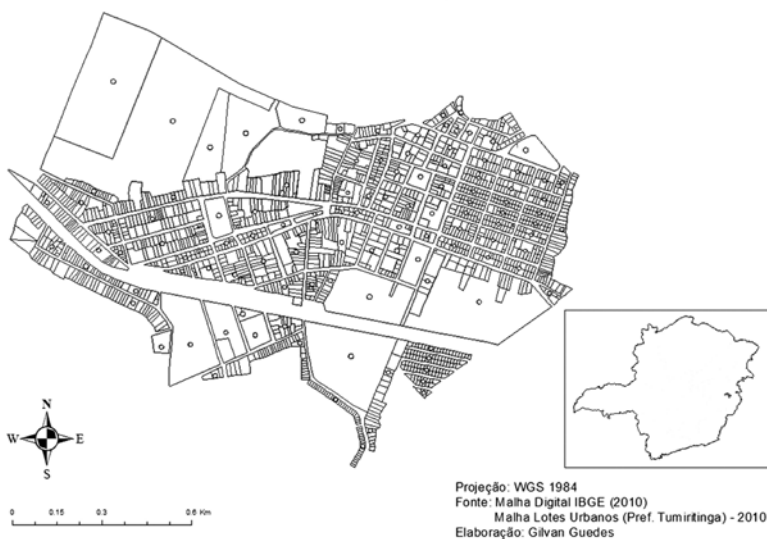 N
W E
S
0 0.15 0.3 0.6 Km
Projeção: WGS 1984
Fonte: Malha Digital IBGE (2010)
Malha Lotes Urbanos (Pref. Tumiritinga) - 2010
Elaboração: Gilvan Guedes